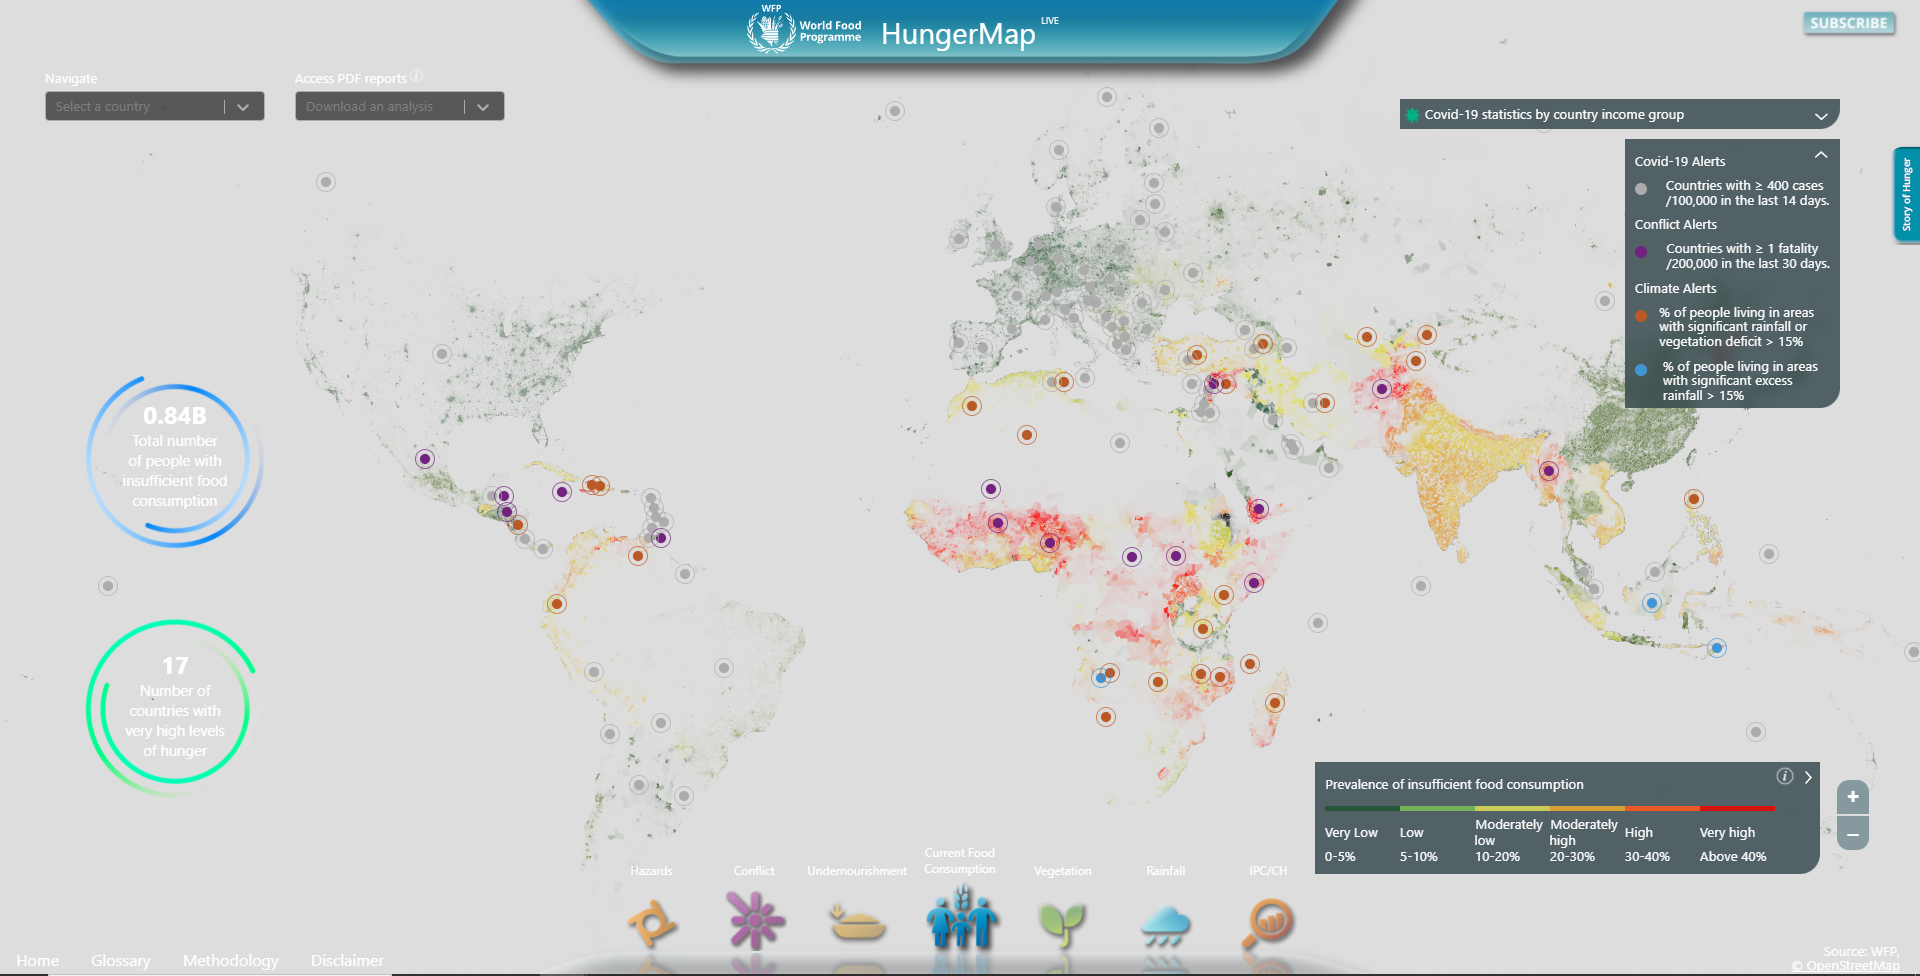 WFP
World Food
Programme
HungerMap
LIVE
SUBSCRIBE
Navigate
Select a country
Access PDF reports
i
Download an analysis
Covid-19 statistics by country income group
Covid-19 Alerts
Countries with ≥ 400 cases
/100,000 in the last 14 days.
Conflict Alerts
Countries with ≥ 1 fatality
/200,000 in the last 30 days.
Climate Alerts
% of people living in areas
with significant rainfall or
vegetation deficit > 15%
% of people living in areas
with significant excess
rainfall > 15%
Story of Hunger
0.84B
Total number
of people with
insufficient food
consumption
17
Number of
countries with
very high levels
of hunger
Prevalence of insufficient food consumption
i
Very Low
Low
Moderately
low
Moderately
high
High
Very high
0-5%
5-10%
10-20%
20-30%
30-40%
Above 40%
+
−
Hazards
Conflict
Undernourishment
Current Food
Consumption
Vegetation
Rainfall
IPC/CH
Home
Glossary
Methodology
Disclaimer
Source: WFP,
© OpenStreetMap